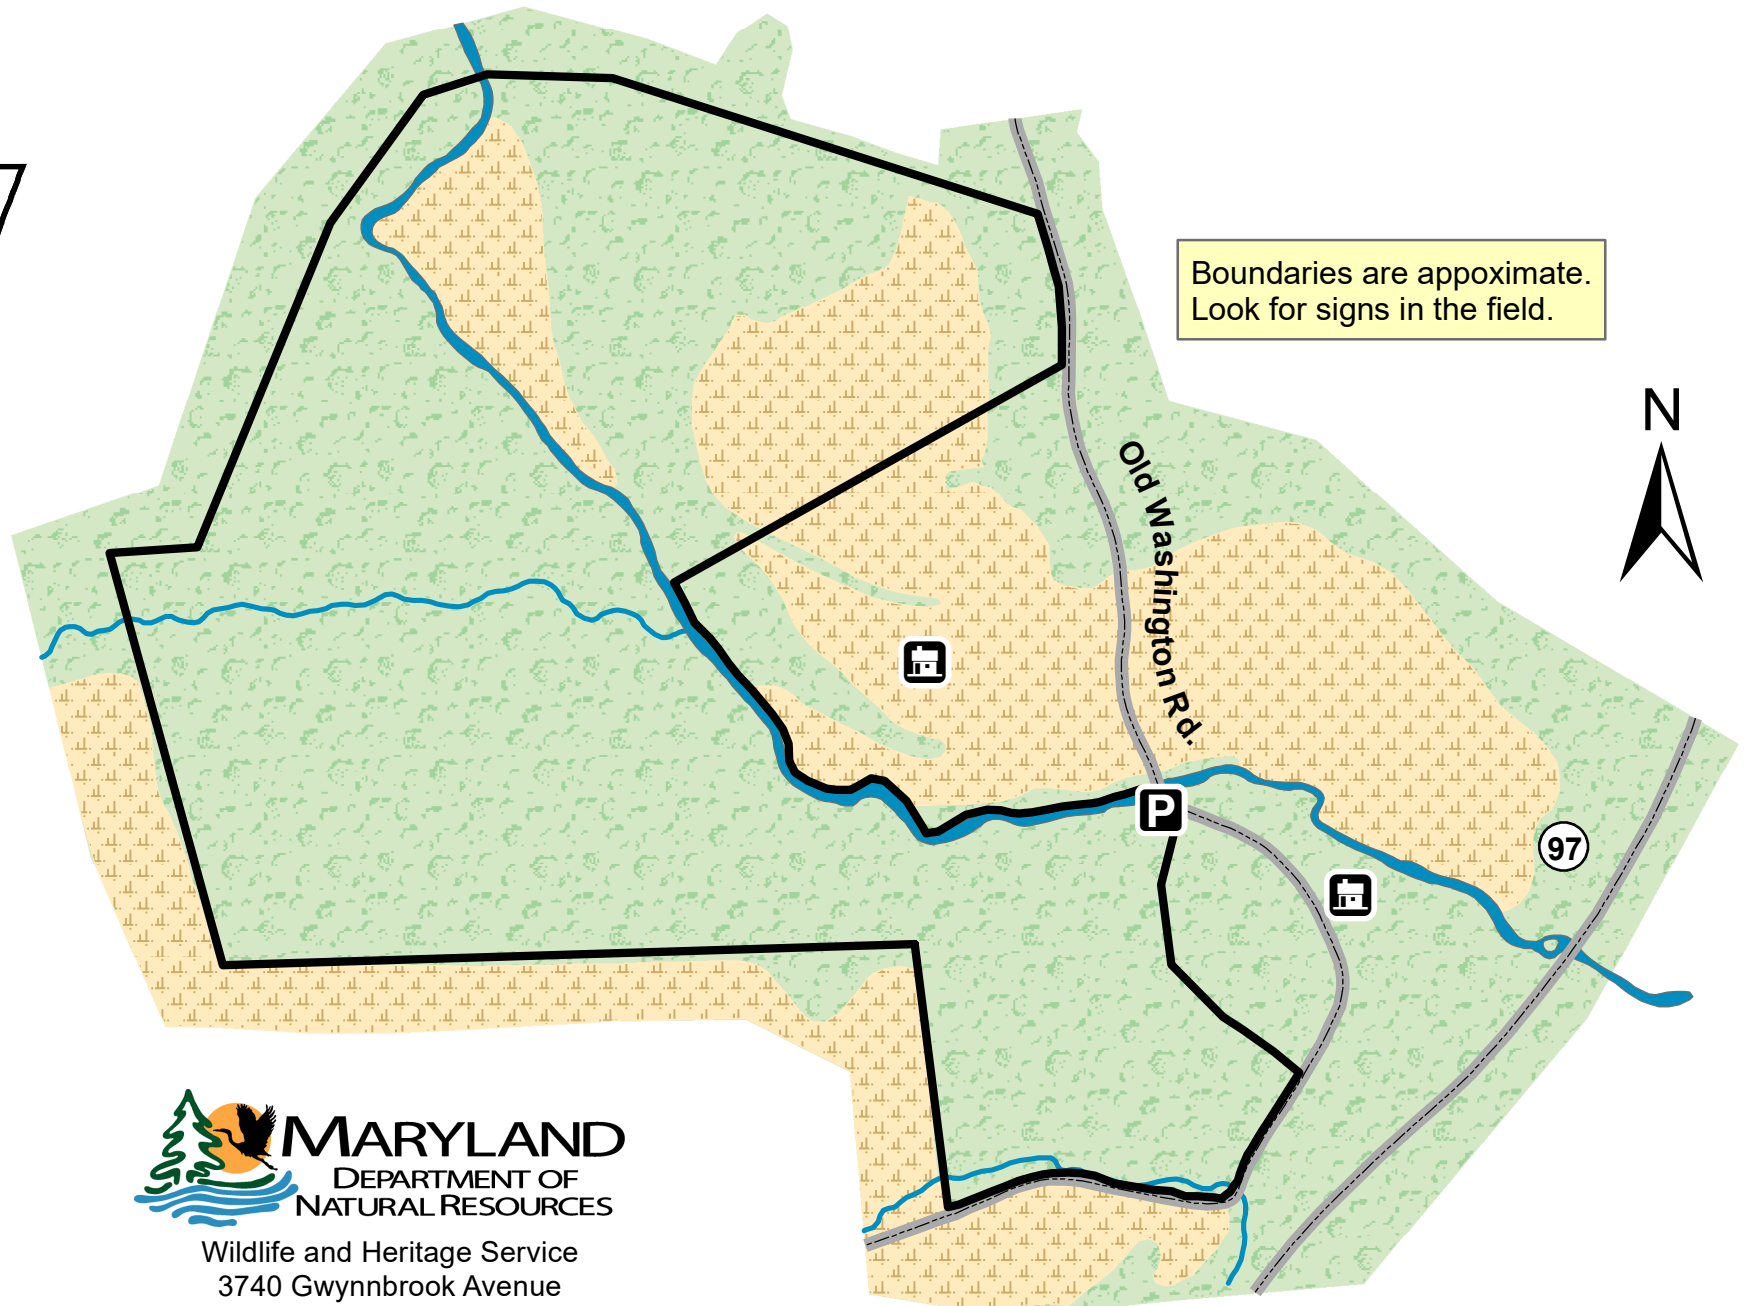 Boundaries are appoximate.
Look for signs in the field.
N
Old Washington Rd.
P
97
MARYLAND
DEPARTMENT OF
NATURAL RESOURCES
Wildlife and Heritage Service
3740 Gwynnbrook Avenue